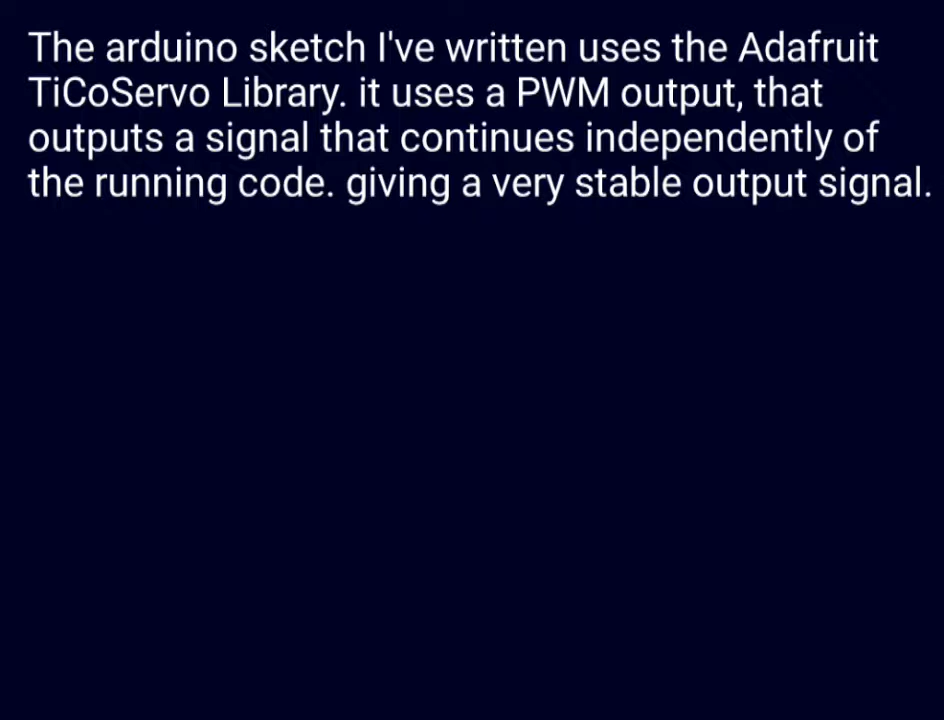 The arduino sketch I've written uses the Adafruit
TiCoServo Library. it uses a PWM output, that
outputs a signal that continues independently of
the running code. giving a very stable output signal.